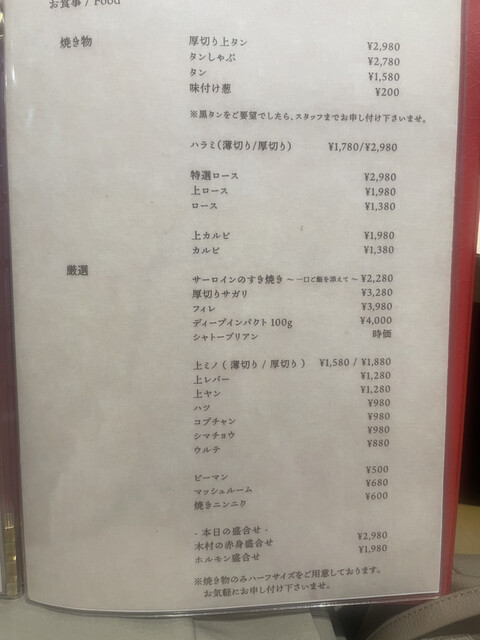 お食事 / Food
焼き物
厚切り上タン ¥2,980
タンしゃぶ ¥2,780
タン ¥1,580
味付け葱 ¥200
※黒タンをご要望でしたら、スタッフまでお申し付け下さいませ。
ハラミ(薄切り/厚切り) ¥1,780/¥2,980
特選ロース ¥2,980
上ロース ¥1,980
ロース ¥1,380
上カルビ ¥1,980
カルビ ¥1,380
厳選
サーロインのすき焼き ～一口ご飯を添えて～ ¥2,280
厚切りサガリ ¥3,280
フィレ ¥3,980
ディープインパクト 100g ¥4,000
シャトーブリアン 時価
上ミノ ( 薄切り / 厚切り ) ¥1,580 / ¥1,880
上レバー ¥1,280
上ヤン ¥1,280
ハツ ¥980
コプチャン ¥980
シマチョウ ¥980
ウルテ ¥880
ピーマン ¥500
マッシュルーム ¥680
焼きニンニク ¥600
- 本日の盛合せ -
木村の赤身盛合せ ¥2,980
ホルモン盛合せ ¥1,980
※焼き物のみハーフサイズをご用意しております。
お気軽にお申し付け下さいませ。